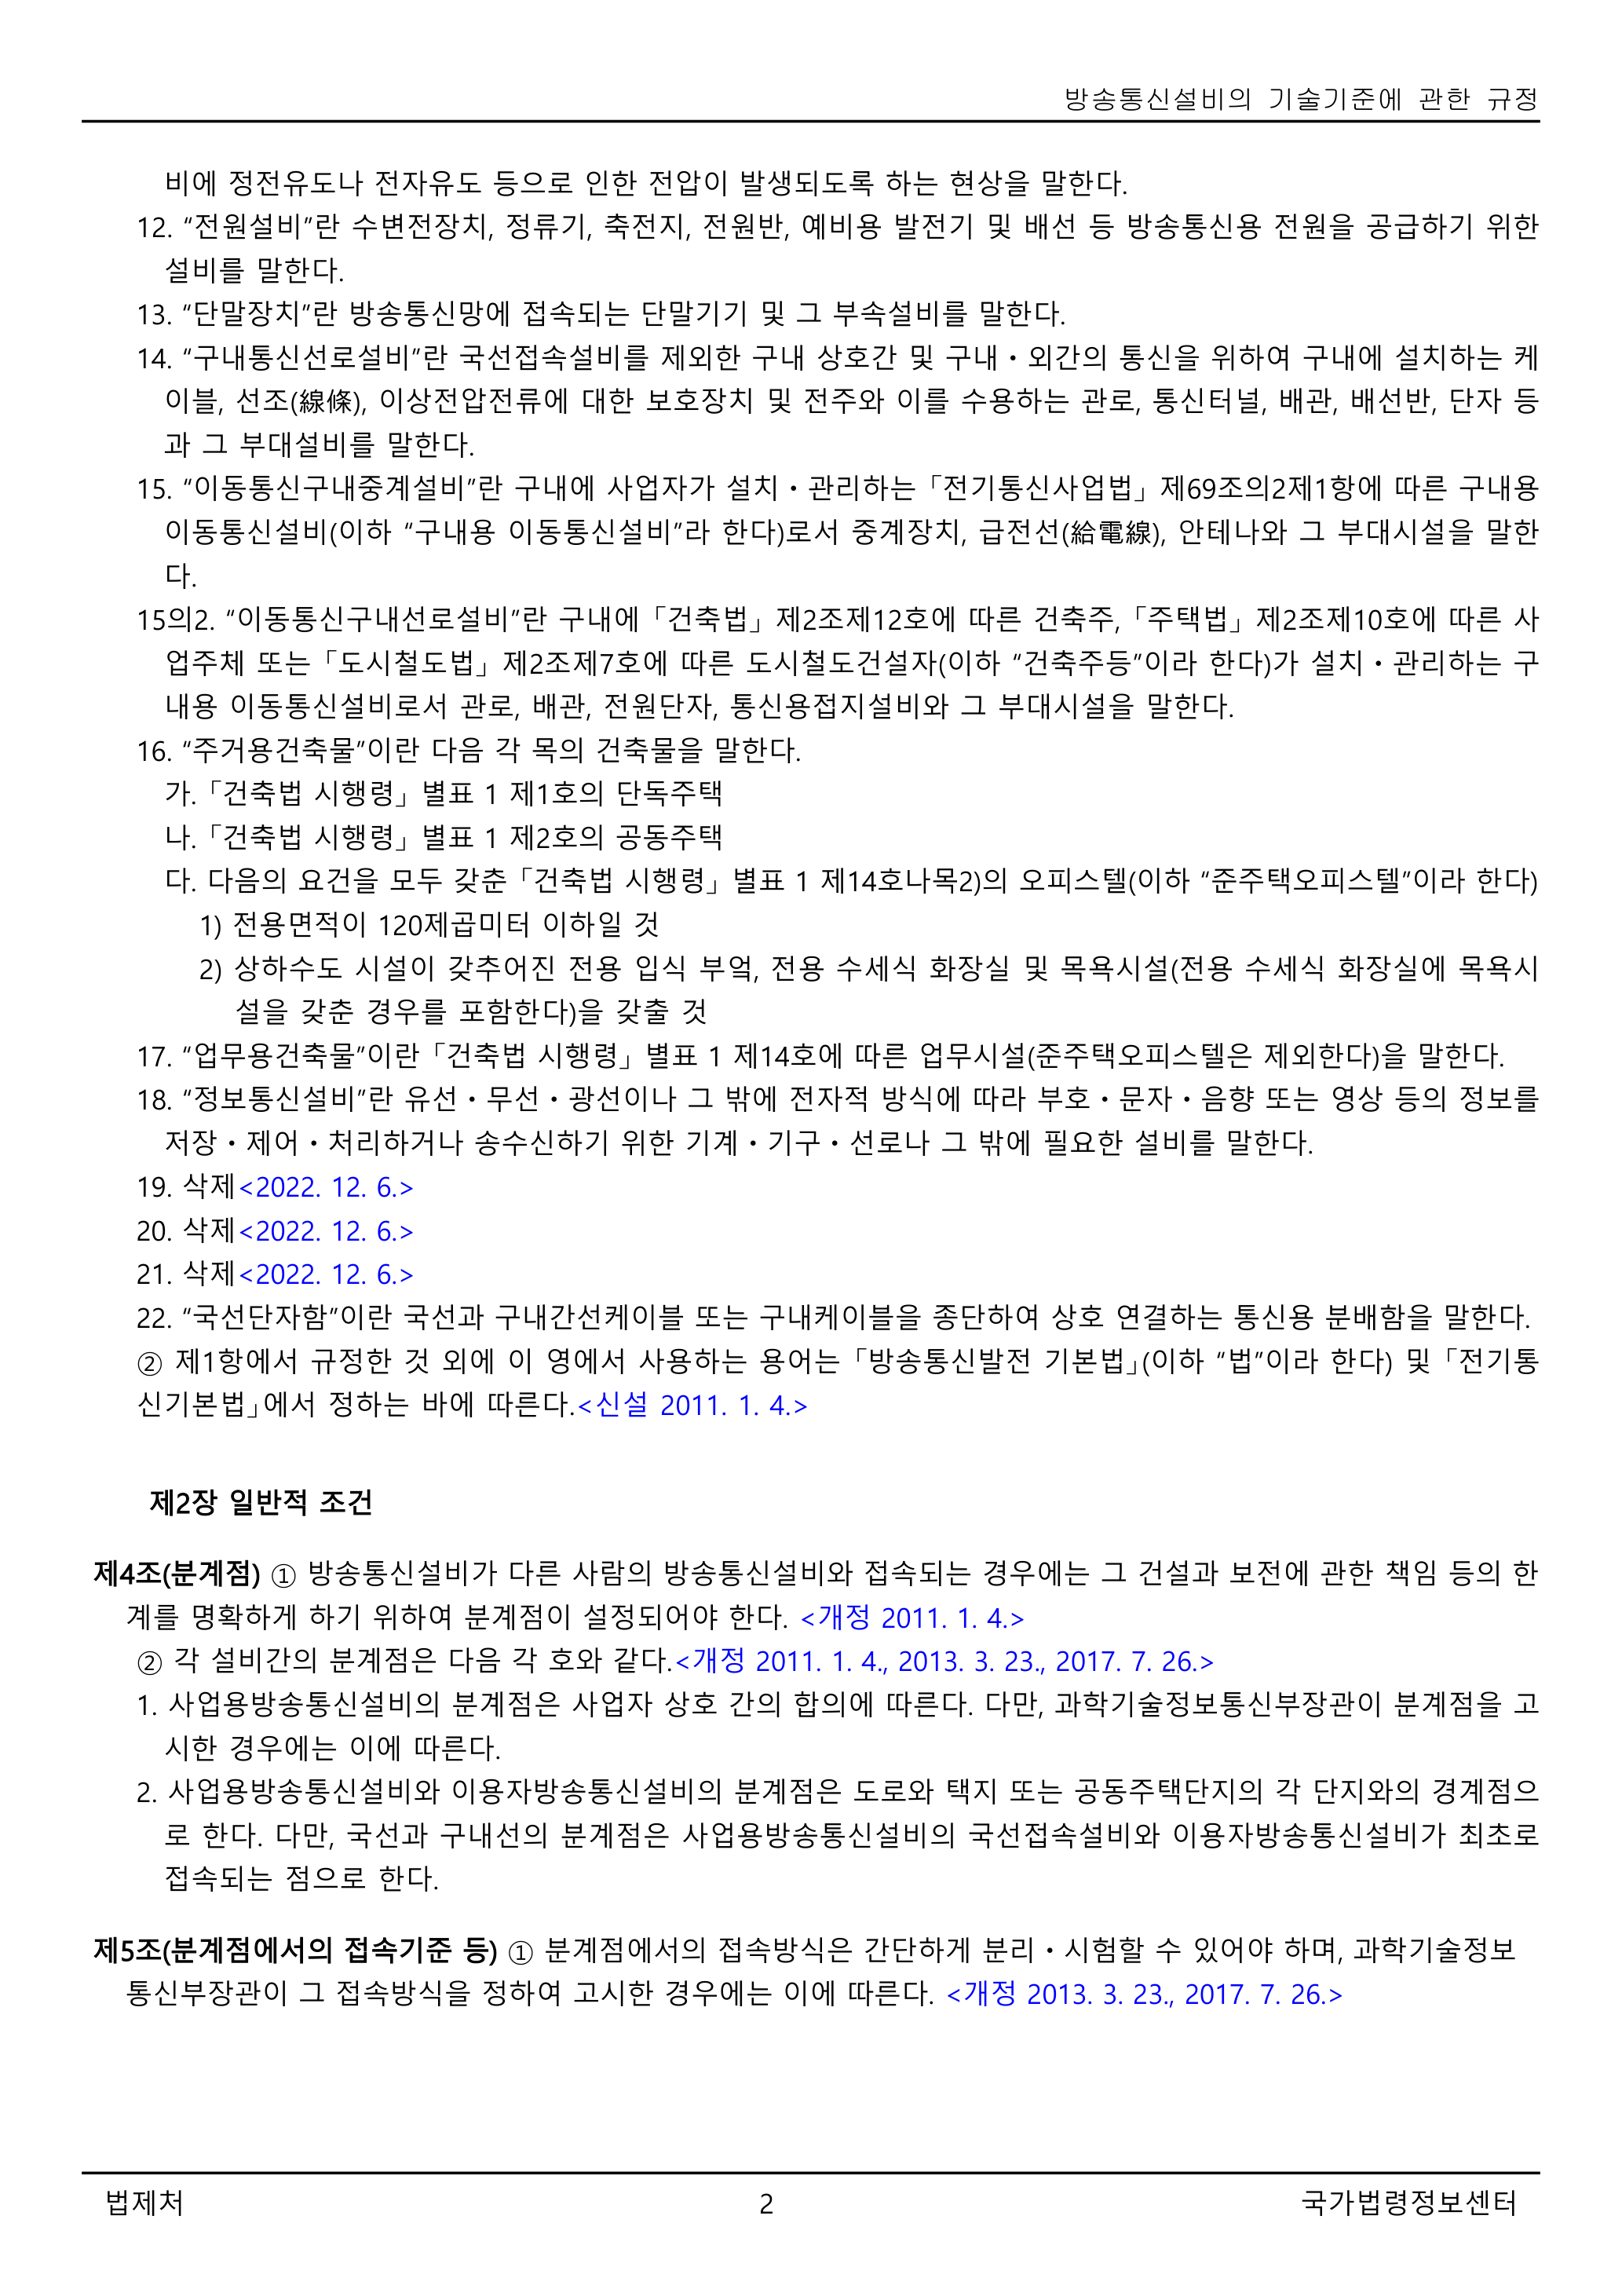 방송통신설비의 기술기준에 관한 규정
비에 정전유도나 전자유도 등으로 인한 전압이 발생되도록 하는 현상을 말한다.
12. “전원설비”란 수변전장치, 정류기, 축전지, 전원반, 예비용 발전기 및 배선 등 방송통신용 전원을 공급하기 위한
설비를 말한다.
13. “단말장치”란 방송통신망에 접속되는 단말기기 및 그 부속설비를 말한다.
14. “구내통신선로설비”란 국선접속설비를 제외한 구내 상호간 및 구내ㆍ외간의 통신을 위하여 구내에 설치하는 케
이블, 선조(線條), 이상전압전류에 대한 보호장치 및 전주와 이를 수용하는 관로, 통신터널, 배관, 배선반, 단자 등
과 그 부대설비를 말한다.
15. “이동통신구내중계설비”란 구내에 사업자가 설치ㆍ관리하는「전기통신사업법」제69조의2제1항에 따른 구내용
이동통신설비(이하 “구내용 이동통신설비”라 한다)로서 중계장치, 급전선(給電線), 안테나와 그 부대시설을 말한
다.
15의2. “이동통신구내선로설비”란 구내에「건축법」제2조제12호에 따른 건축주,「주택법」제2조제10호에 따른 사
업주체 또는「도시철도법」제2조제7호에 따른 도시철도건설자(이하 “건축주등”이라 한다)가 설치ㆍ관리하는 구
내용 이동통신설비로서 관로, 배관, 전원단자, 통신용접지설비와 그 부대시설을 말한다.
16. “주거용건축물”이란 다음 각 목의 건축물을 말한다.
가.「건축법 시행령」별표 1 제1호의 단독주택
나.「건축법 시행령」별표 1 제2호의 공동주택
다. 다음의 요건을 모두 갖춘「건축법 시행령」별표 1 제14호나목2)의 오피스텔(이하 “준주택오피스텔”이라 한다)
1) 전용면적이 120제곱미터 이하일 것
2) 상하수도 시설이 갖추어진 전용 입식 부엌, 전용 수세식 화장실 및 목욕시설(전용 수세식 화장실에 목욕시
설을 갖춘 경우를 포함한다)을 갖출 것
17. “업무용건축물”이란「건축법 시행령」별표 1 제14호에 따른 업무시설(준주택오피스텔은 제외한다)을 말한다.
18. “정보통신설비”란 유선ㆍ무선ㆍ광선이나 그 밖에 전자적 방식에 따라 부호ㆍ문자ㆍ음향 또는 영상 등의 정보를
저장ㆍ제어ㆍ처리하거나 송수신하기 위한 기계ㆍ기구ㆍ선로나 그 밖에 필요한 설비를 말한다.
19. 삭제<2022. 12. 6.>
20. 삭제<2022. 12. 6.>
21. 삭제<2022. 12. 6.>
22. “국선단자함”이란 국선과 구내간선케이블 또는 구내케이블을 종단하여 상호 연결하는 통신용 분배함을 말한다.
② 제1항에서 규정한 것 외에 이 영에서 사용하는 용어는「방송통신발전 기본법」(이하 “법”이라 한다) 및「전기통
신기본법」에서 정하는 바에 따른다.<신설 2011. 1. 4.>
제2장 일반적 조건
제4조(분계점) ① 방송통신설비가 다른 사람의 방송통신설비와 접속되는 경우에는 그 건설과 보전에 관한 책임 등의 한
계를 명확하게 하기 위하여 분계점이 설정되어야 한다. <개정 2011. 1. 4.>
② 각 설비간의 분계점은 다음 각 호와 같다.<개정 2011. 1. 4., 2013. 3. 23., 2017. 7. 26.>
1. 사업용방송통신설비의 분계점은 사업자 상호 간의 합의에 따른다. 다만, 과학기술정보통신부장관이 분계점을 고
시한 경우에는 이에 따른다.
2. 사업용방송통신설비와 이용자방송통신설비의 분계점은 도로와 택지 또는 공동주택단지의 각 단지와의 경계점으
로 한다. 다만, 국선과 구내선의 분계점은 사업용방송통신설비의 국선접속설비와 이용자방송통신설비가 최초로
접속되는 점으로 한다.
제5조(분계점에서의 접속기준 등) ① 분계점에서의 접속방식은 간단하게 분리ㆍ시험할 수 있어야 하며, 과학기술정보
통신부장관이 그 접속방식을 정하여 고시한 경우에는 이에 따른다. <개정 2013. 3. 23., 2017. 7. 26.>
법제처 2 국가법령정보센터